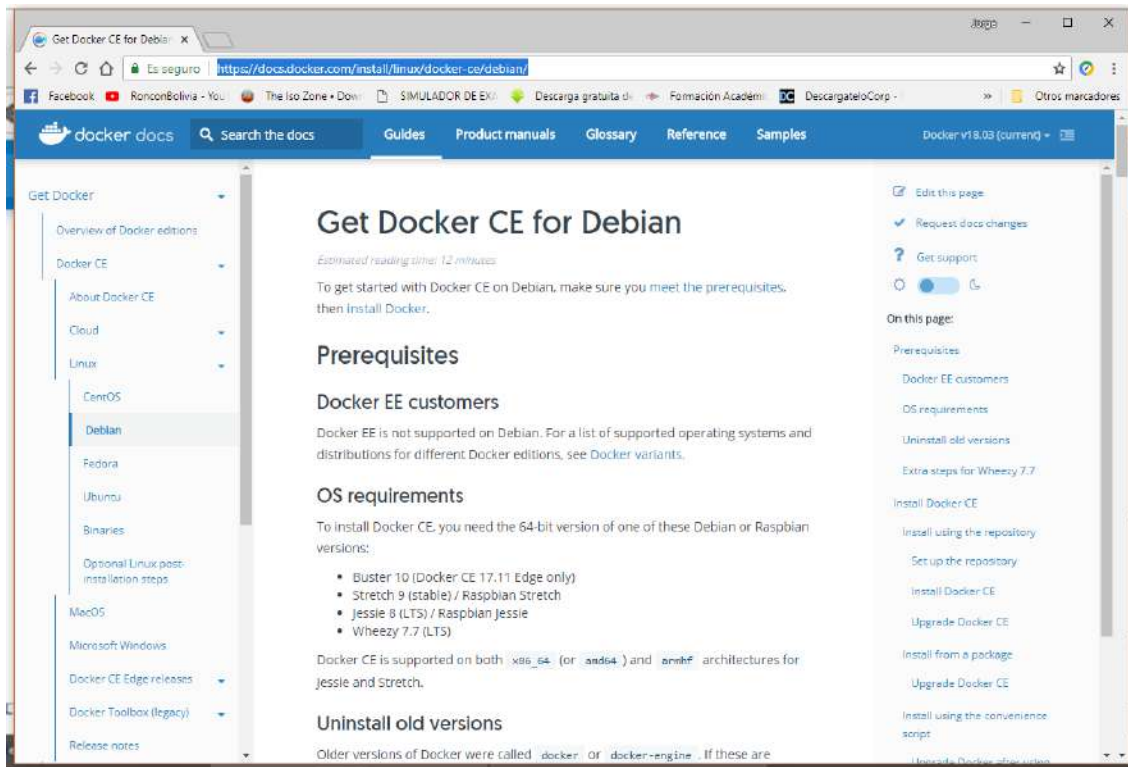 Get Docker CE for Debia
Jorge
Es seguro
https://docs.docker.com/install/linux/docker-ce/debian/
Facebook
RonconBolivia - You
The Iso Zone • Dow
SIMULADOR DE EXA
Descarga gratuita d
Formación Académ
DC
DescargateloCorp -
»
Otros marcadores
docker docs
Search the docs
Guides
Product manuals
Glossary
Reference
Samples
Docker v18.03 (current)
Get Docker
Overview of Docker editions
Docker CE
About Docker CE
Cloud
Linux
CentOS
Debian
Fedora
Ubuntu
Binaries
Optional Linux post-
installation steps
MacOS
Microsoft Windows
Docker CE Edge releases
Docker Toolbox (legacy)
Release notes
Get Docker CE for Debian
Estimated reading time: 12 minutes
To get started with Docker CE on Debian, make sure you meet the prerequisites,
then install Docker.
Prerequisites
Docker EE customers
Docker EE is not supported on Debian. For a list of supported operating systems and
distributions for different Docker editions, see Docker variants.
OS requirements
To install Docker CE, you need the 64-bit version of one of these Debian or Raspbian
versions:
• Buster 10 (Docker CE 17.11 Edge only)
• Stretch 9 (stable) / Raspbian Stretch
• Jessie 8 (LTS) / Raspbian Jessie
• Wheezy 7.7 (LTS)
Docker CE is supported on both x86_64 (or amd64 ) and armhf architectures for
Jessie and Stretch.
Uninstall old versions
Older versions of Docker were called docker or docker-engine . If these are
Edit this page
Request docs changes
Get support
On this page:
Prerequisites
Docker EE customers
OS requirements
Uninstall old versions
Extra steps for Wheezy 7.7
Install Docker CE
Install using the repository
Set up the repository
Install Docker CE
Upgrade Docker CE
Install from a package
Upgrade Docker CE
Install using the convenience
script
Upgrade Docker after using